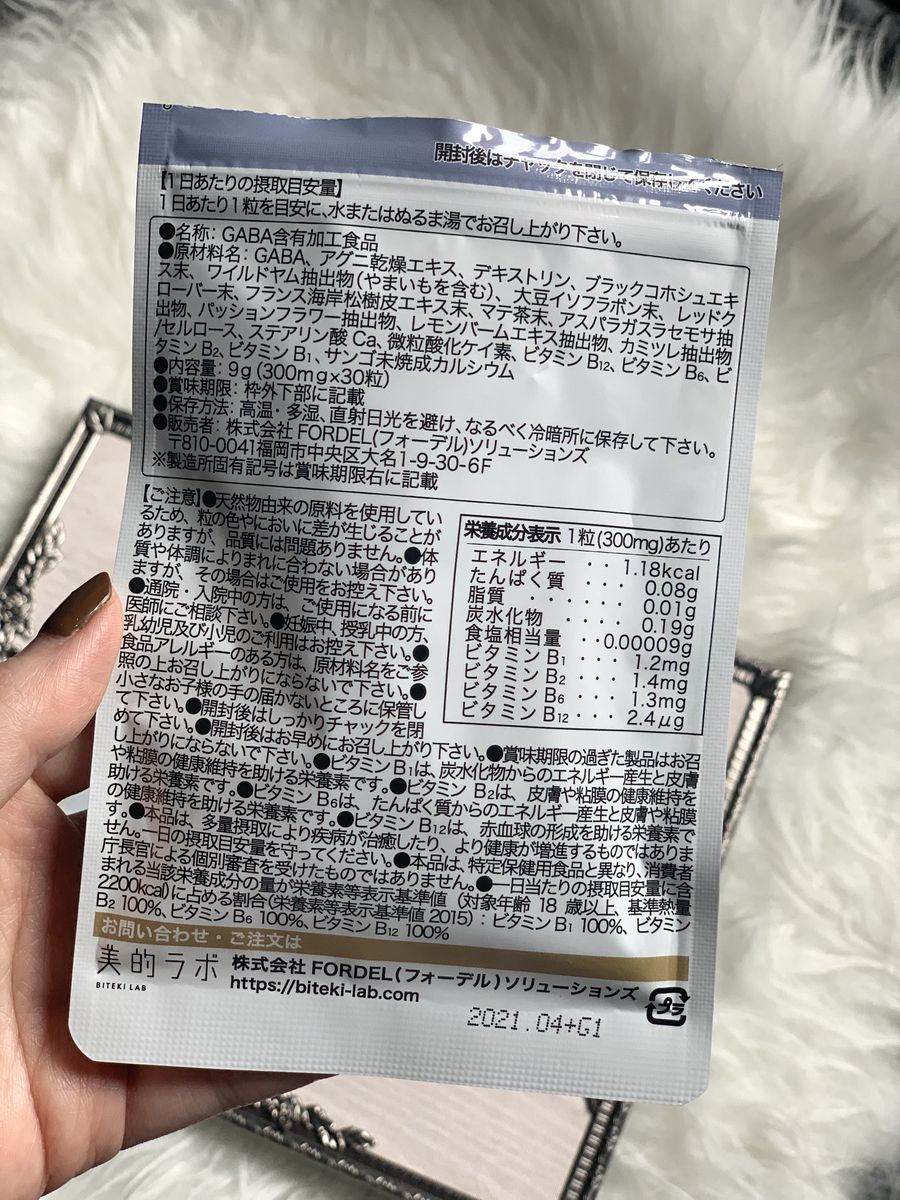 開封後はチャックを閉じて保存してください
【1日あたりの摂取目安量】
1日あたり1粒を目安に、水またはぬるま湯でお召し上がり下さい。
●名称：GABA含有加工食品
●原材料名：GABA、アグニ乾燥エキス、デキストリン、ブラックコホシュエキ
ス末、ワイルドヤム抽出物（やまいもを含む）、大豆イソフラボン末、レッドク
ローバー末、フランス海岸松樹皮エキス末、マテ茶末、アスパラガスラセモサ抽
出物、パッションフラワー抽出物、レモンバームエキス抽出物、カミツレ抽出物
/セルロース、ステアリン酸 Ca、微粒酸化ケイ素、ビタミン B₁₂、ビタミン B₆、ビ
タミン B₂、ビタミン B₁、サンゴ未焼成カルシウム
●内容量：9g（300mg×30粒）
●賞味期限：枠外下部に記載
●保存方法：高温・多湿、直射日光を避け、なるべく冷暗所に保存して下さい。
●販売者：株式会社 FORDEL(フォーデル)ソリューションズ
〒810-0041福岡市中央区大名1-9-30-6F
※製造所固有記号は賞味期限右に記載
【ご注意】●天然物由来の原料を使用してい
るため、粒の色やにおいに差が生じることが
ありますが、品質には問題ありません。●体
質や体調によりまれに合わない場合があり
ますが、その場合はご使用をお控え下さい。
●通院・入院中の方は、ご使用になる前に
医師にご相談下さい。●妊娠中、授乳中の方、
乳幼児及び小児のご利用はお控え下さい。●
食品アレルギーのある方は、原材料名をご参
照の上お召し上がりにならないで下さい。●
小さなお子様の手の届かないところに保管し
て下さい。●開封後はしっかりチャックを閉
めて下さい。●開封後はお早めにお召し上がり下さい。●賞味期限の過ぎた製品はお召
し上がりにならないで下さい。●ビタミン B₁は、炭水化物からのエネルギー産生と皮膚
や粘膜の健康維持を助ける栄養素です。●ビタミン B₂は、皮膚や粘膜の健康維持を
助ける栄養素です。●ビタミン B₆は、たんぱく質からのエネルギー産生と皮膚や粘膜
の健康維持を助ける栄養素です。●ビタミン B₁₂は、赤血球の形成を助ける栄養素で
す。●本品は、多量摂取により疾病が治癒したり、より健康が増進するものではありま
せん。一日の摂取目安量を守ってください。●本品は、特定保健用食品と異なり、消費者
庁長官による個別審査を受けたものではありません。●一日当たりの摂取目安量に含
まれる当該栄養成分の量が栄養素等表示基準値（対象年齢 18 歳以上、基準熱量
2200kcal)に占める割合（栄養素等表示基準値 2015）：ビタミン B₁ 100%、ビタミン
B₂ 100%、ビタミン B₆ 100%、ビタミン B₁₂ 100%
栄養成分表示 1粒(300mg)あたり
エネルギー ・・1.18kcal
たんぱく質 0.08g
脂質・・・・・・0.01g
炭水化物 0.19g
食塩相当量 ・・0.00009g
ビタミン B₁ ・・・1.2mg
ビタミン B₂ ・・・1.4mg
ビタミン B₆ ・・・1.3mg
ビタミン B₁₂・・・2.4μg
お問い合わせ・ご注文は
美的ラボ
BITEKI LAB
株式会社 FORDEL(フォーデル)ソリューションズ
https://biteki-lab.com
プラ
2021.04+G1